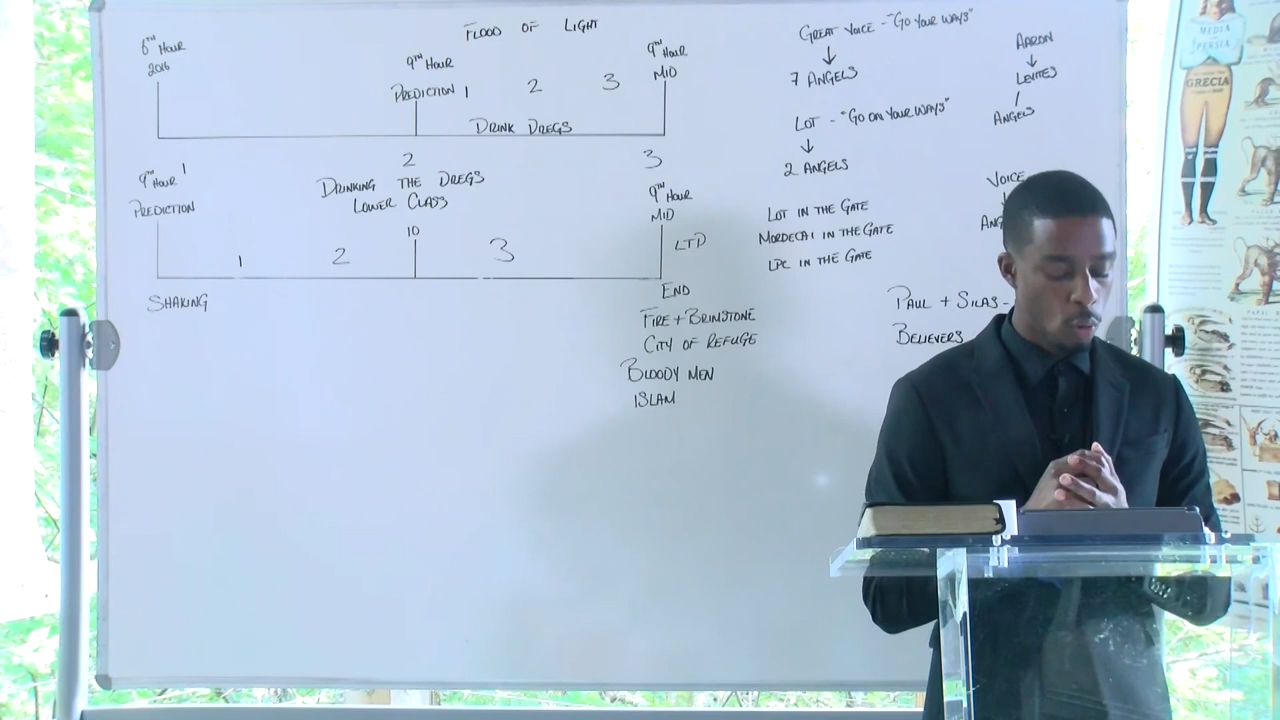 FLOOD OF LIGHT
6TH HOUR
2016
9TH HOUR
PREDICTION 1 2 3
9TH HOUR
MID
DRINK DREGS
9TH HOUR 1
PREDICTION
2
DRINKING THE DREGS
LOWER CLASS
3
9TH HOUR
MID
1 2 10 3
LTD
SHAKING
END
FIRE + BRIMSTONE
CITY OF REFUGE
BLOODY MEN
ISLAM
GREAT VOICE - "GO YOUR WAYS"
7 ANGELS
LOT - "GO ON YOUR WAYS"
2 ANGELS
LOT IN THE GATE
MORDECAI IN THE GATE
LPC IN THE GATE
AARON
LEVITES
ANGELS
VOICE
PAUL + SILAS -
BELIEVERS
MEDIA
PERSIA
GRECIA